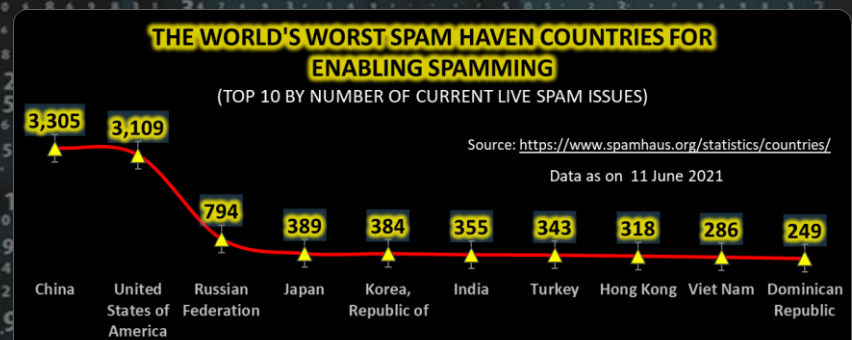 THE WORLD'S WORST SPAM HAVEN COUNTRIES FOR
ENABLING SPAMMING
(TOP 10 BY NUMBER OF CURRENT LIVE SPAM ISSUES)
Source: https://www.spamhaus.org/statistics/countries/
Data as on 11 June 2021
3,305
3,109
794
389
384
355
343
318
286
249
China
United
States of
America
Russian
Federation
Japan
Korea,
Republic of
India
Turkey
Hong Kong
Viet Nam
Dominican
Republic